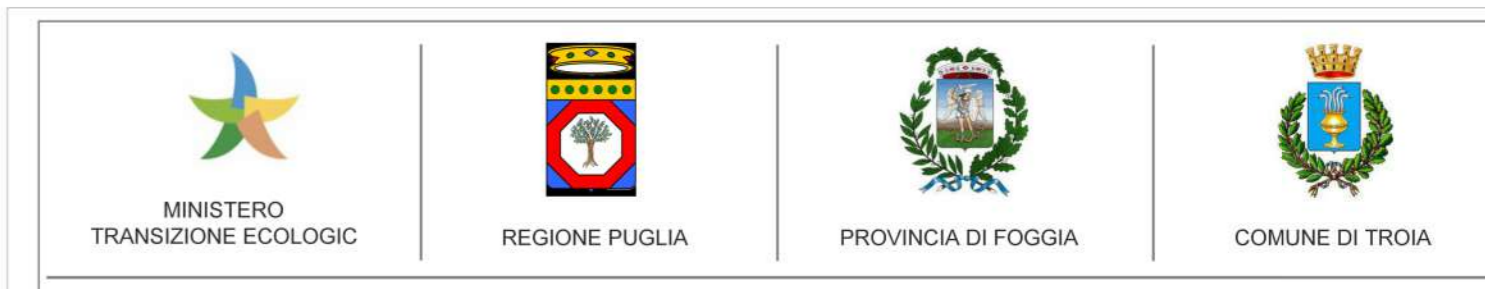 MINISTERO
TRANSIZIONE ECOLOGIC
REGIONE PUGLIA
PROVINCIA DI FOGGIA
COMUNE DI TROIA